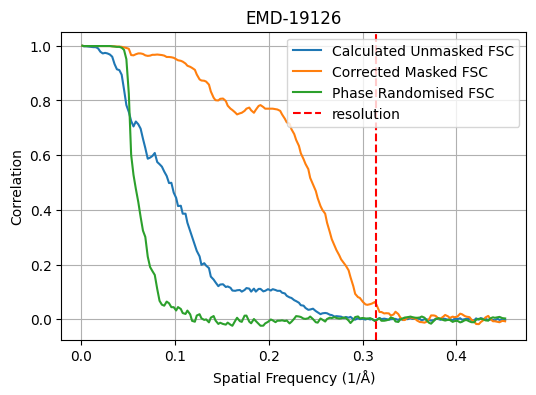 EMD-19126
Calculated Unmasked FSC
Corrected Masked FSC
Phase Randomised FSC
resolution
Correlation
1.0
0.8
0.6
0.4
0.2
0.0
0.0 0.1 0.2 0.3 0.4
Spatial Frequency (1/Å)